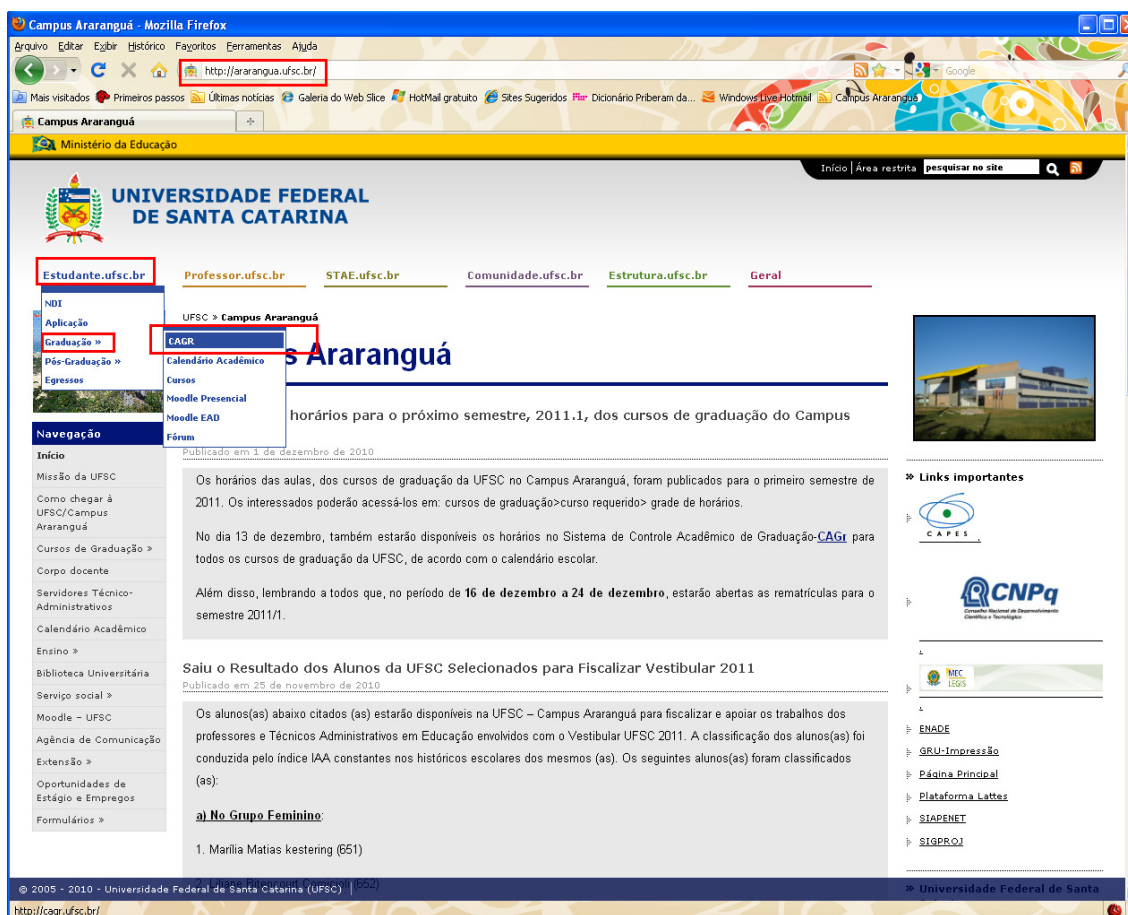 Campus Araranguá - Mozilla Firefox
Arquivo Editar Exibir Histórico Favoritos Ferramentas Ajuda
http://ararangua.ufsc.br/
Google
Mais visitados Primeiros passos Últimas notícias Galeria do Web Slice HotMail gratuito Sites Sugeridos Dicionário Priberam da... Windows Live Hotmail Campus Araranguá
Campus Araranguá
Ministério da Educação
Início Área restrita pesquisar no site
UNIVERSIDADE FEDERAL
DE SANTA CATARINA
Estudante.ufsc.br Professor.ufsc.br STAE.ufsc.br Comunidade.ufsc.br Estrutura.ufsc.br Geral
NDI
Aplicação
Graduação »
Pós-Graduação »
Egressos
CAGR
Calendário Acadêmico
Cursos
Moodle Presencial
Moodle EAD
Fórum
UFSC » Campus Araranguá
s Araranguá
horários para o próximo semestre, 2011.1, dos cursos de graduação do Campus
Publicado em 1 de dezembro de 2010
Os horários das aulas, dos cursos de graduação da UFSC no Campus Araranguá, foram publicados para o primeiro semestre de
2011. Os interessados poderão acessá-los em: cursos de graduação>curso requerido> grade de horários.
No dia 13 de dezembro, também estarão disponíveis os horários no Sistema de Controle Acadêmico de Graduação-CAGr para
todos os cursos de graduação da UFSC, de acordo com o calendário escolar.
Além disso, lembrando a todos que, no período de 16 de dezembro a 24 de dezembro, estarão abertas as rematrículas para o
semestre 2011/1.
Saiu o Resultado dos Alunos da UFSC Selecionados para Fiscalizar Vestibular 2011
Publicado em 25 de novembro de 2010
Os alunos(as) abaixo citados (as) estarão disponíveis na UFSC – Campus Araranguá para fiscalizar e apoiar os trabalhos dos
professores e Técnicos Administrativos em Educação envolvidos com o Vestibular UFSC 2011. A classificação dos alunos(as) foi
conduzida pelo índice IAA constantes nos históricos escolares dos mesmos (as). Os seguintes alunos(as) foram classificados
(as):
a) No Grupo Feminino:
1. Marília Matias kestering (651)
2. Liliane Bitencourt (652)
Navegação
Início
Missão da UFSC
Como chegar à
UFSC/Campus
Araranguá
Cursos de Graduação »
Corpo docente
Servidores Técnico-
Administrativos
Calendário Acadêmico
Ensino »
Biblioteca Universitária
Serviço social »
Moodle – UFSC
Agência de Comunicação
Extensão »
Oportunidades de
Estágio e Empregos
Formulários »
» Links importantes
CAPES .
CNPq
Conselho Nacional de Desenvolvimento
Científico e Tecnológico
.
MEC
LEGIS
.
ENADE
GRU-Impressão
Página Principal
Plataforma Lattes
SIAPENET
SIGPROJ
» Universidade Federal de Santa
© 2005 - 2010 - Universidade Federal de Santa Catarina (UFSC) |
http://cagr.ufsc.br/